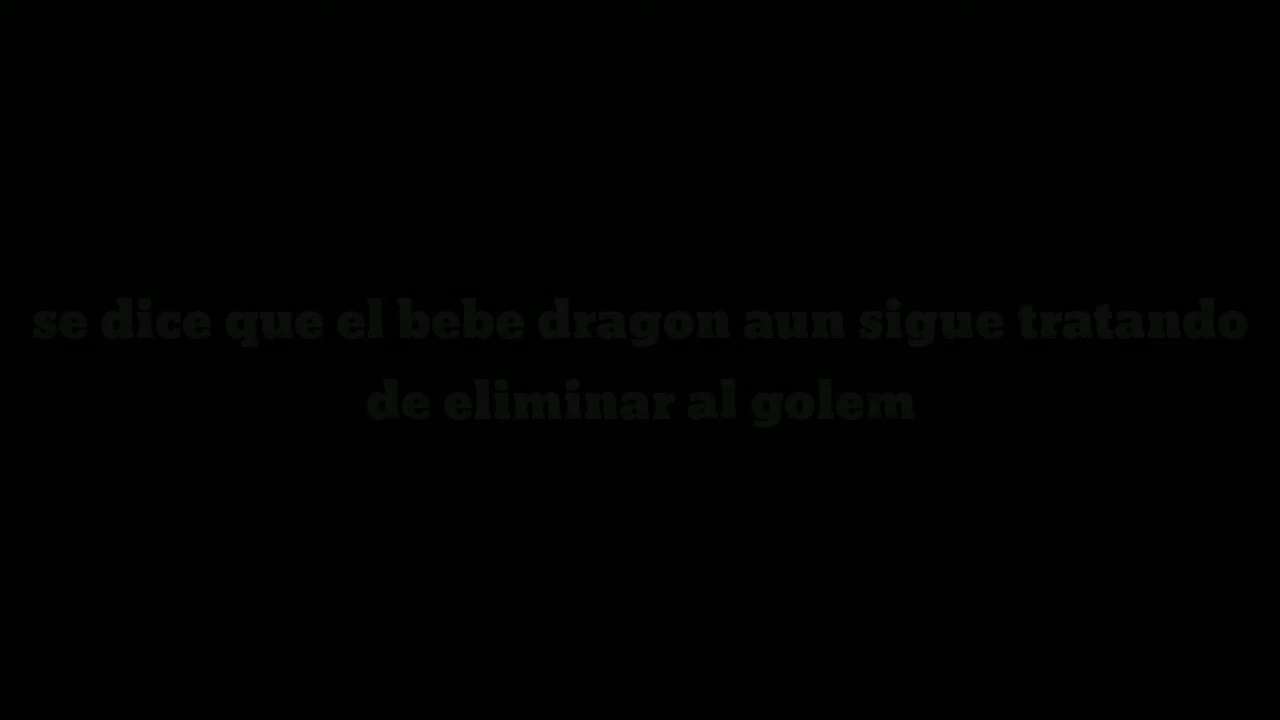 se dice que el bebe dragon aun sigue tratando
de eliminar al golem